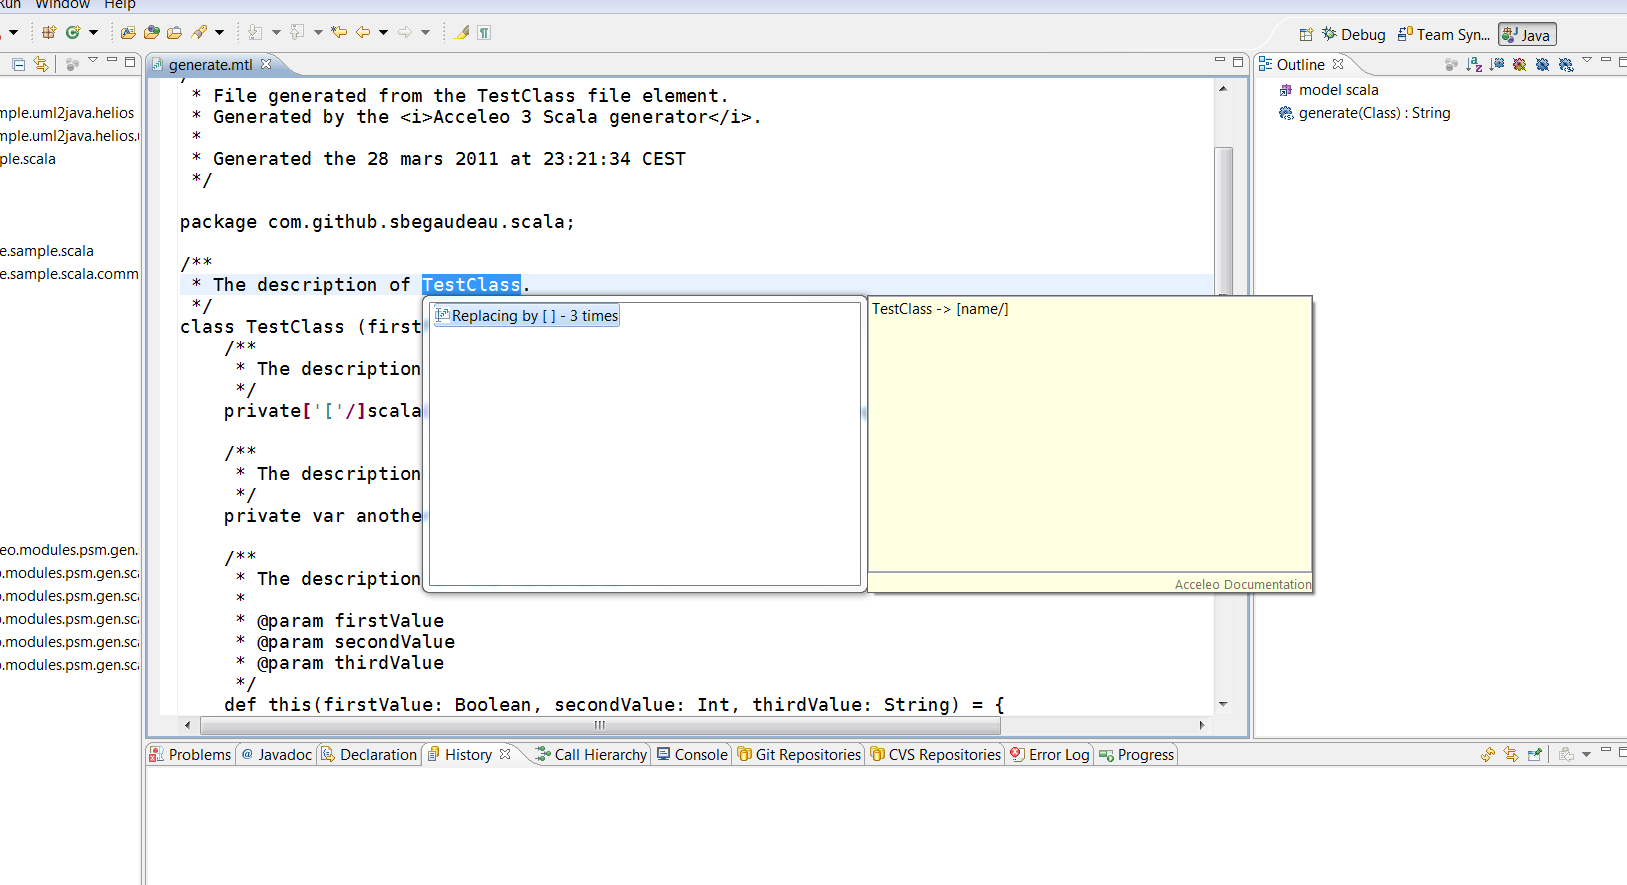 Run Window Help
Debug Team Syn... Java
generate.mtl
Outline
model scala
generate(Class) : String
mple.uml2java.helios
mple.uml2java.helios.u
ple.scala
e.sample.scala
e.sample.scala.comm
eo.modules.psm.gen.
o.modules.psm.gen.sca
o.modules.psm.gen.sca
o.modules.psm.gen.sca
o.modules.psm.gen.sca
o.modules.psm.gen.sca
* File generated from the TestClass file element.
* Generated by the <i>Acceleo 3 Scala generator</i>.
*
* Generated the 28 mars 2011 at 23:21:34 CEST
*/
package com.github.sbegaudeau.scala;
/**
* The description of TestClass.
*/
class TestClass (first
/**
* The description
*/
private['['/]scala
/**
* The description
*/
private var anothe
/**
* The description
*
* @param firstValue
* @param secondValue
* @param thirdValue
*/
def this(firstValue: Boolean, secondValue: Int, thirdValue: String) = {
Replacing by [ ] - 3 times
TestClass -> [name/]
Acceleo Documentation
Problems @ Javadoc Declaration History Call Hierarchy Console Git Repositories CVS Repositories Error Log Progress